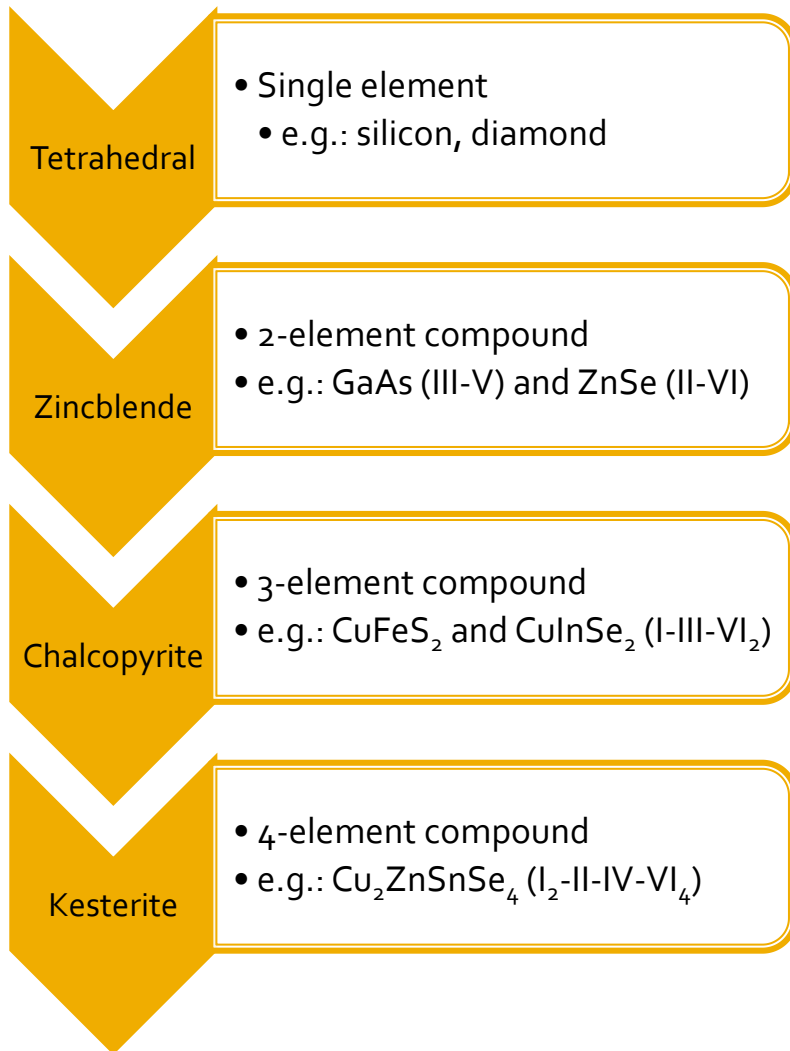 Tetrahedral
• Single element
• e.g.: silicon, diamond
Zincblende
• 2-element compound
• e.g.: GaAs (III-V) and ZnSe (II-VI)
Chalcopyrite
• 3-element compound
• e.g.: CuFeS₂ and CuInSe₂ (I-III-VI₂)
Kesterite
• 4-element compound
• e.g.: Cu₂ZnSnSe₄ (I₂-II-IV-VI₄)